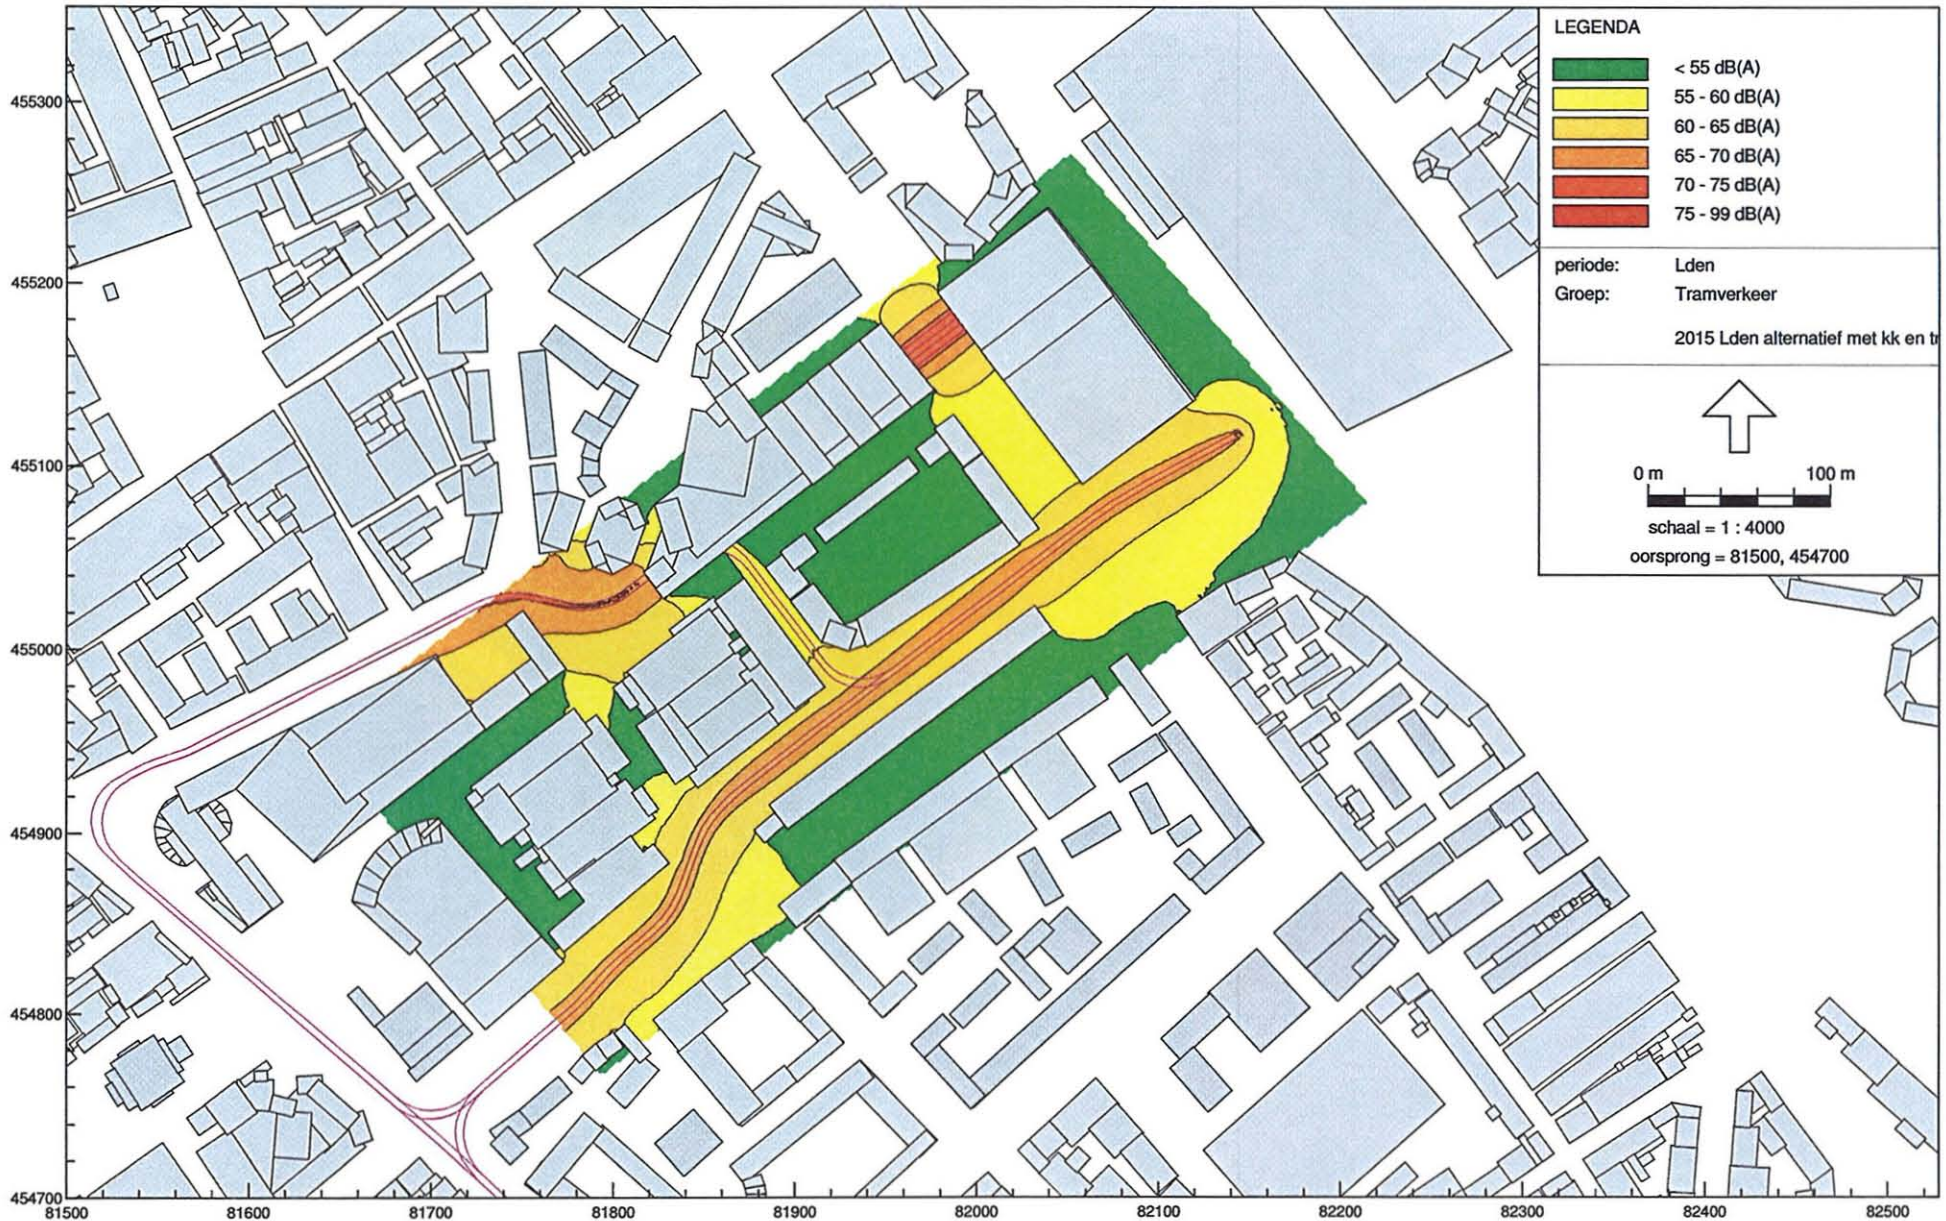 LEGENDA
< 55 dB(A)
55 - 60 dB(A)
60 - 65 dB(A)
65 - 70 dB(A)
70 - 75 dB(A)
75 - 99 dB(A)
periode: Lden
Groep: Tramverkeer
2015 Lden alternatief met kk en tr
0 m 100 m
schaal = 1 : 4000
oorsprong = 81500, 454700
455300
455200
455100
455000
454900
454800
454700
81500 81600 81700 81800 81900 82000 82100 82200 82300 82400 82500